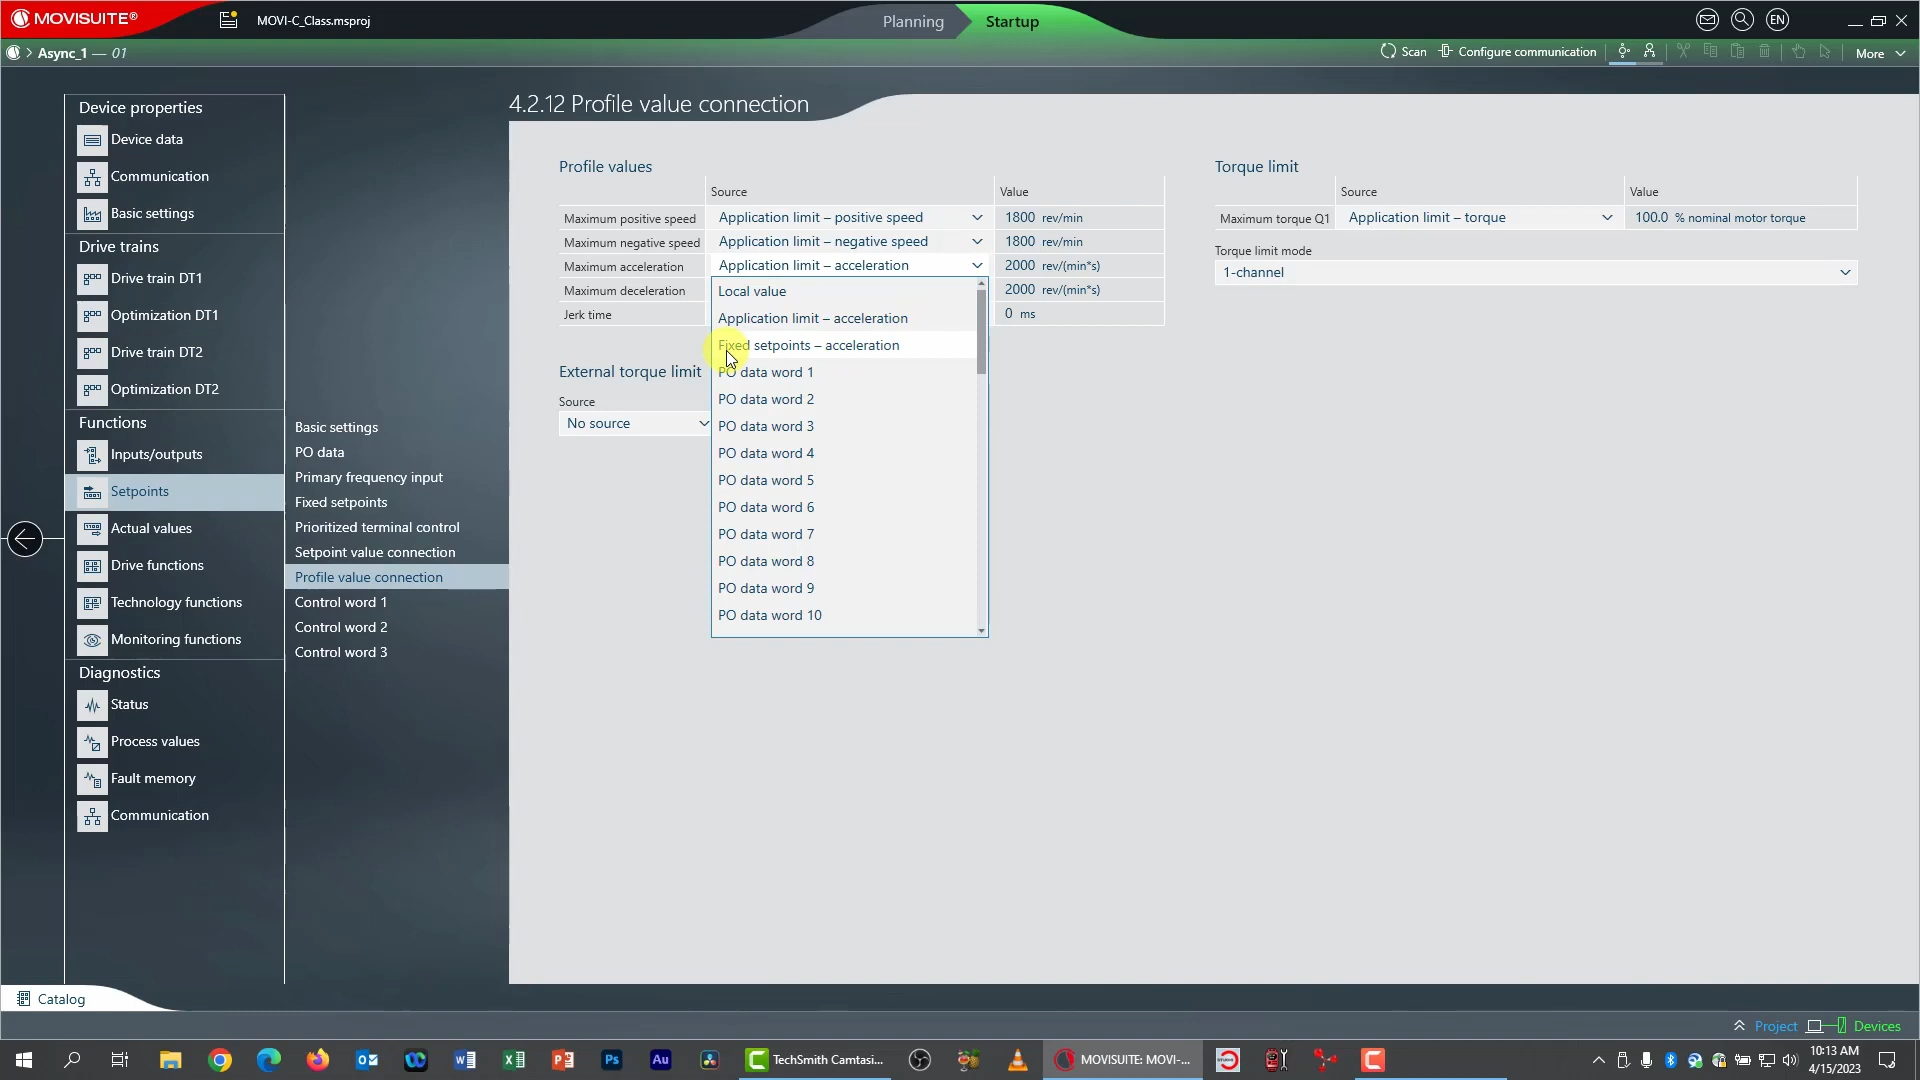 MOVISUITE®
MOVI-C_Class.msproj
Planning
Startup
EN
Async_1 — 01
Scan
Configure communication
More
Device properties
Device data
Communication
Basic settings
Drive trains
Drive train DT1
Optimization DT1
Drive train DT2
Optimization DT2
Functions
Inputs/outputs
Setpoints
Actual values
Drive functions
Technology functions
Monitoring functions
Diagnostics
Status
Process values
Fault memory
Communication
Basic settings
PO data
Primary frequency input
Fixed setpoints
Prioritized terminal control
Setpoint value connection
Profile value connection
Control word 1
Control word 2
Control word 3
4.2.12 Profile value connection
Profile values
Source Value
Maximum positive speed Application limit – positive speed 1800 rev/min
Maximum negative speed Application limit – negative speed 1800 rev/min
Maximum acceleration Application limit – acceleration 2000 rev/(min*s)
Maximum deceleration 2000 rev/(min*s)
Jerk time 0 ms
Local value
Application limit – acceleration
Fixed setpoints – acceleration
PO data word 1
PO data word 2
PO data word 3
PO data word 4
PO data word 5
PO data word 6
PO data word 7
PO data word 8
PO data word 9
PO data word 10
External torque limit
Source
No source
Torque limit
Source Value
Maximum torque Q1 Application limit – torque 100.0 % nominal motor torque
Torque limit mode
1-channel
Catalog
Project
Devices
TechSmith Camtasi...
MOVISUITE: MOVI-...
10:13 AM
4/15/2023